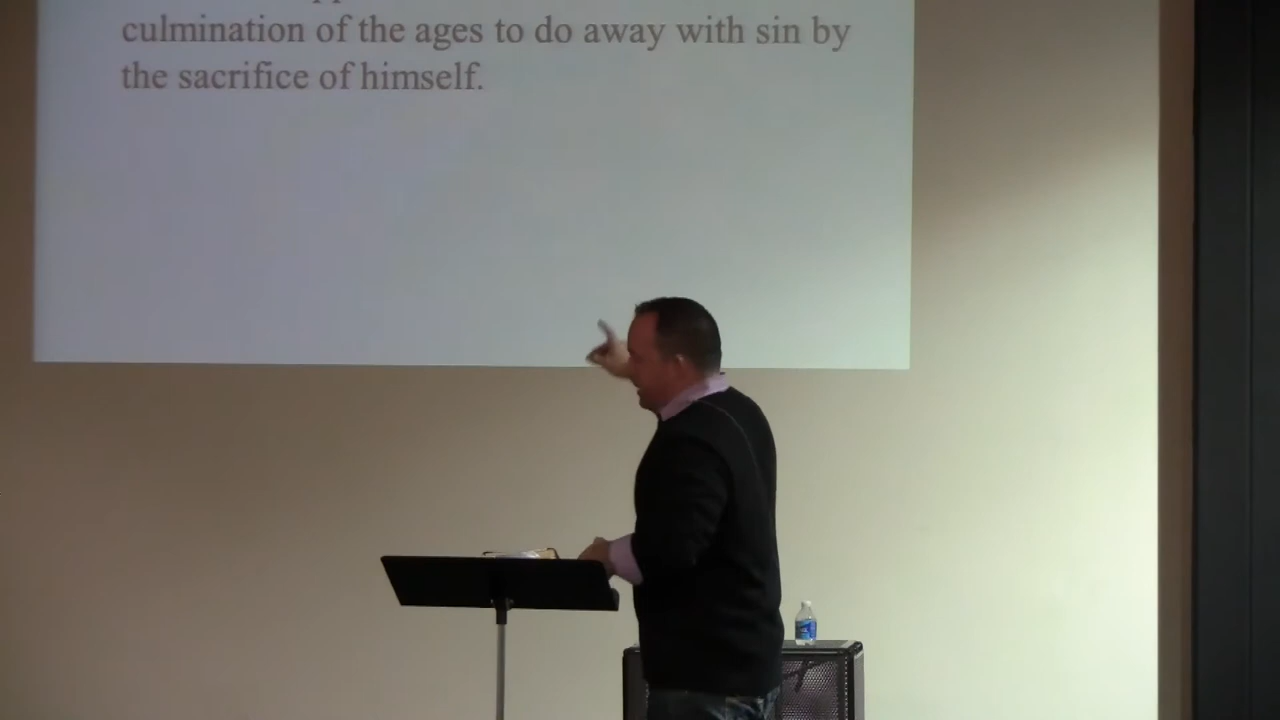 culmination of the ages to do away with sin by
the sacrifice of himself.